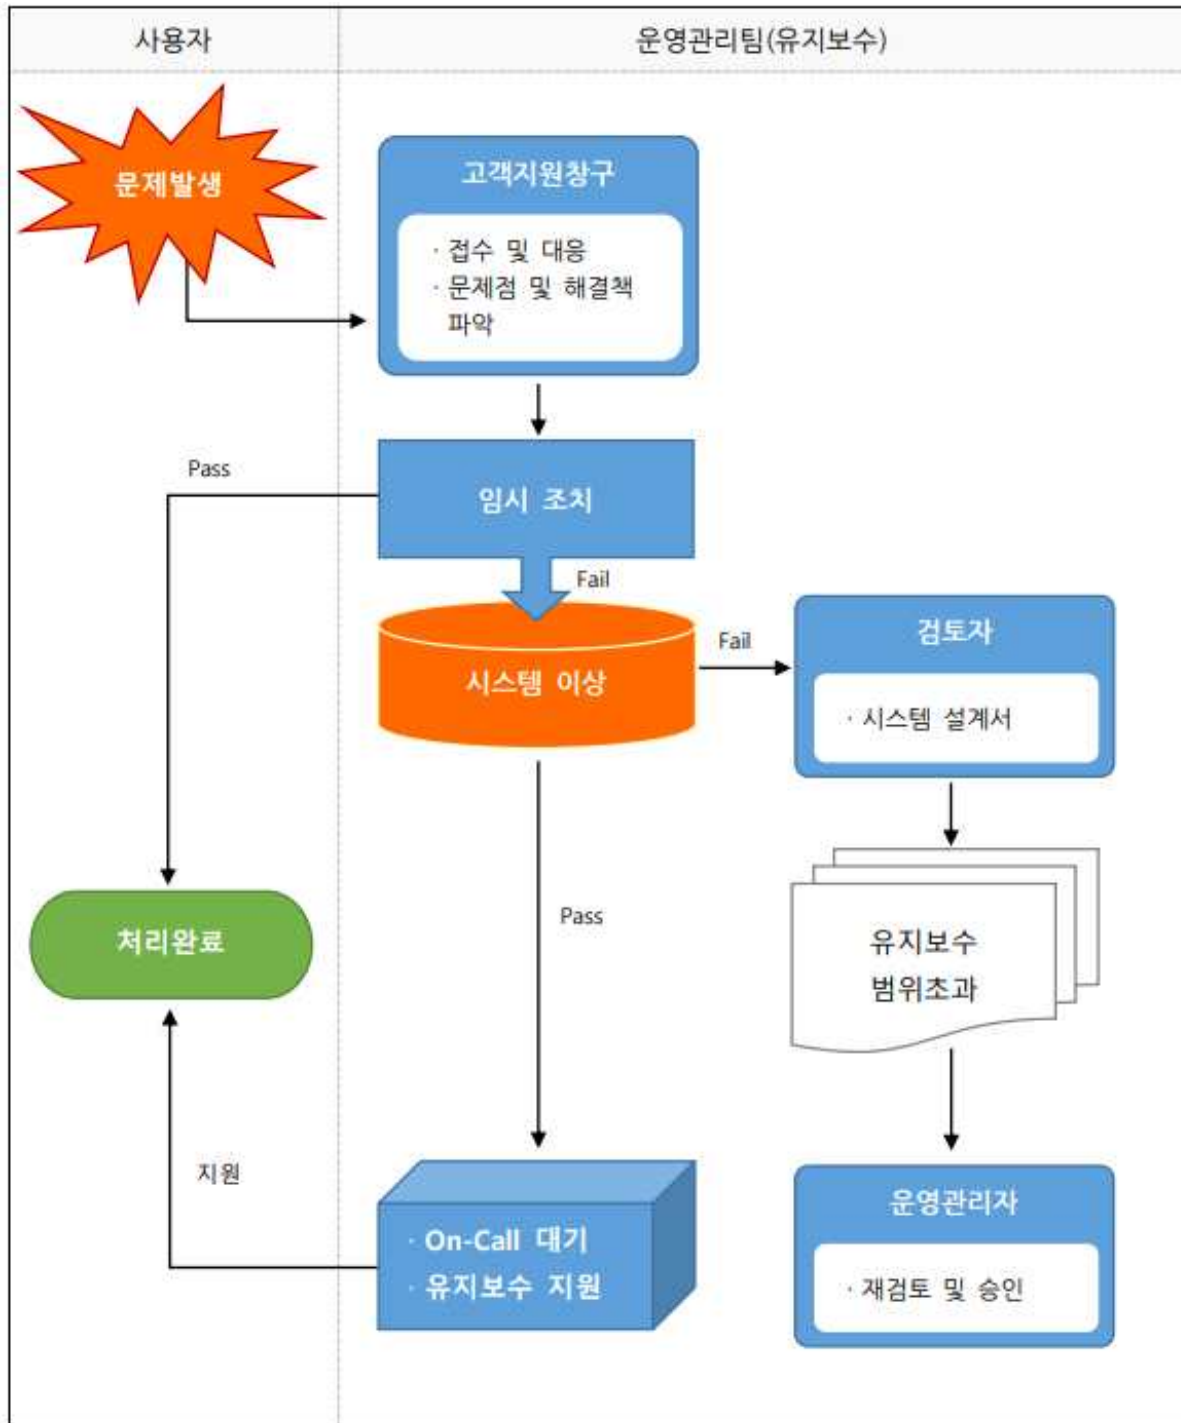 사용자
운영관리팀(유지보수)
문제발생
고객지원창구
· 접수 및 대응
· 문제점 및 해결책
파악
Pass
임시 조치
Fail
시스템 이상
Fail
검토자
· 시스템 설계서
처리완료
Pass
유지보수
범위초과
지원
· On-Call 대기
· 유지보수 지원
운영관리자
· 재검토 및 승인